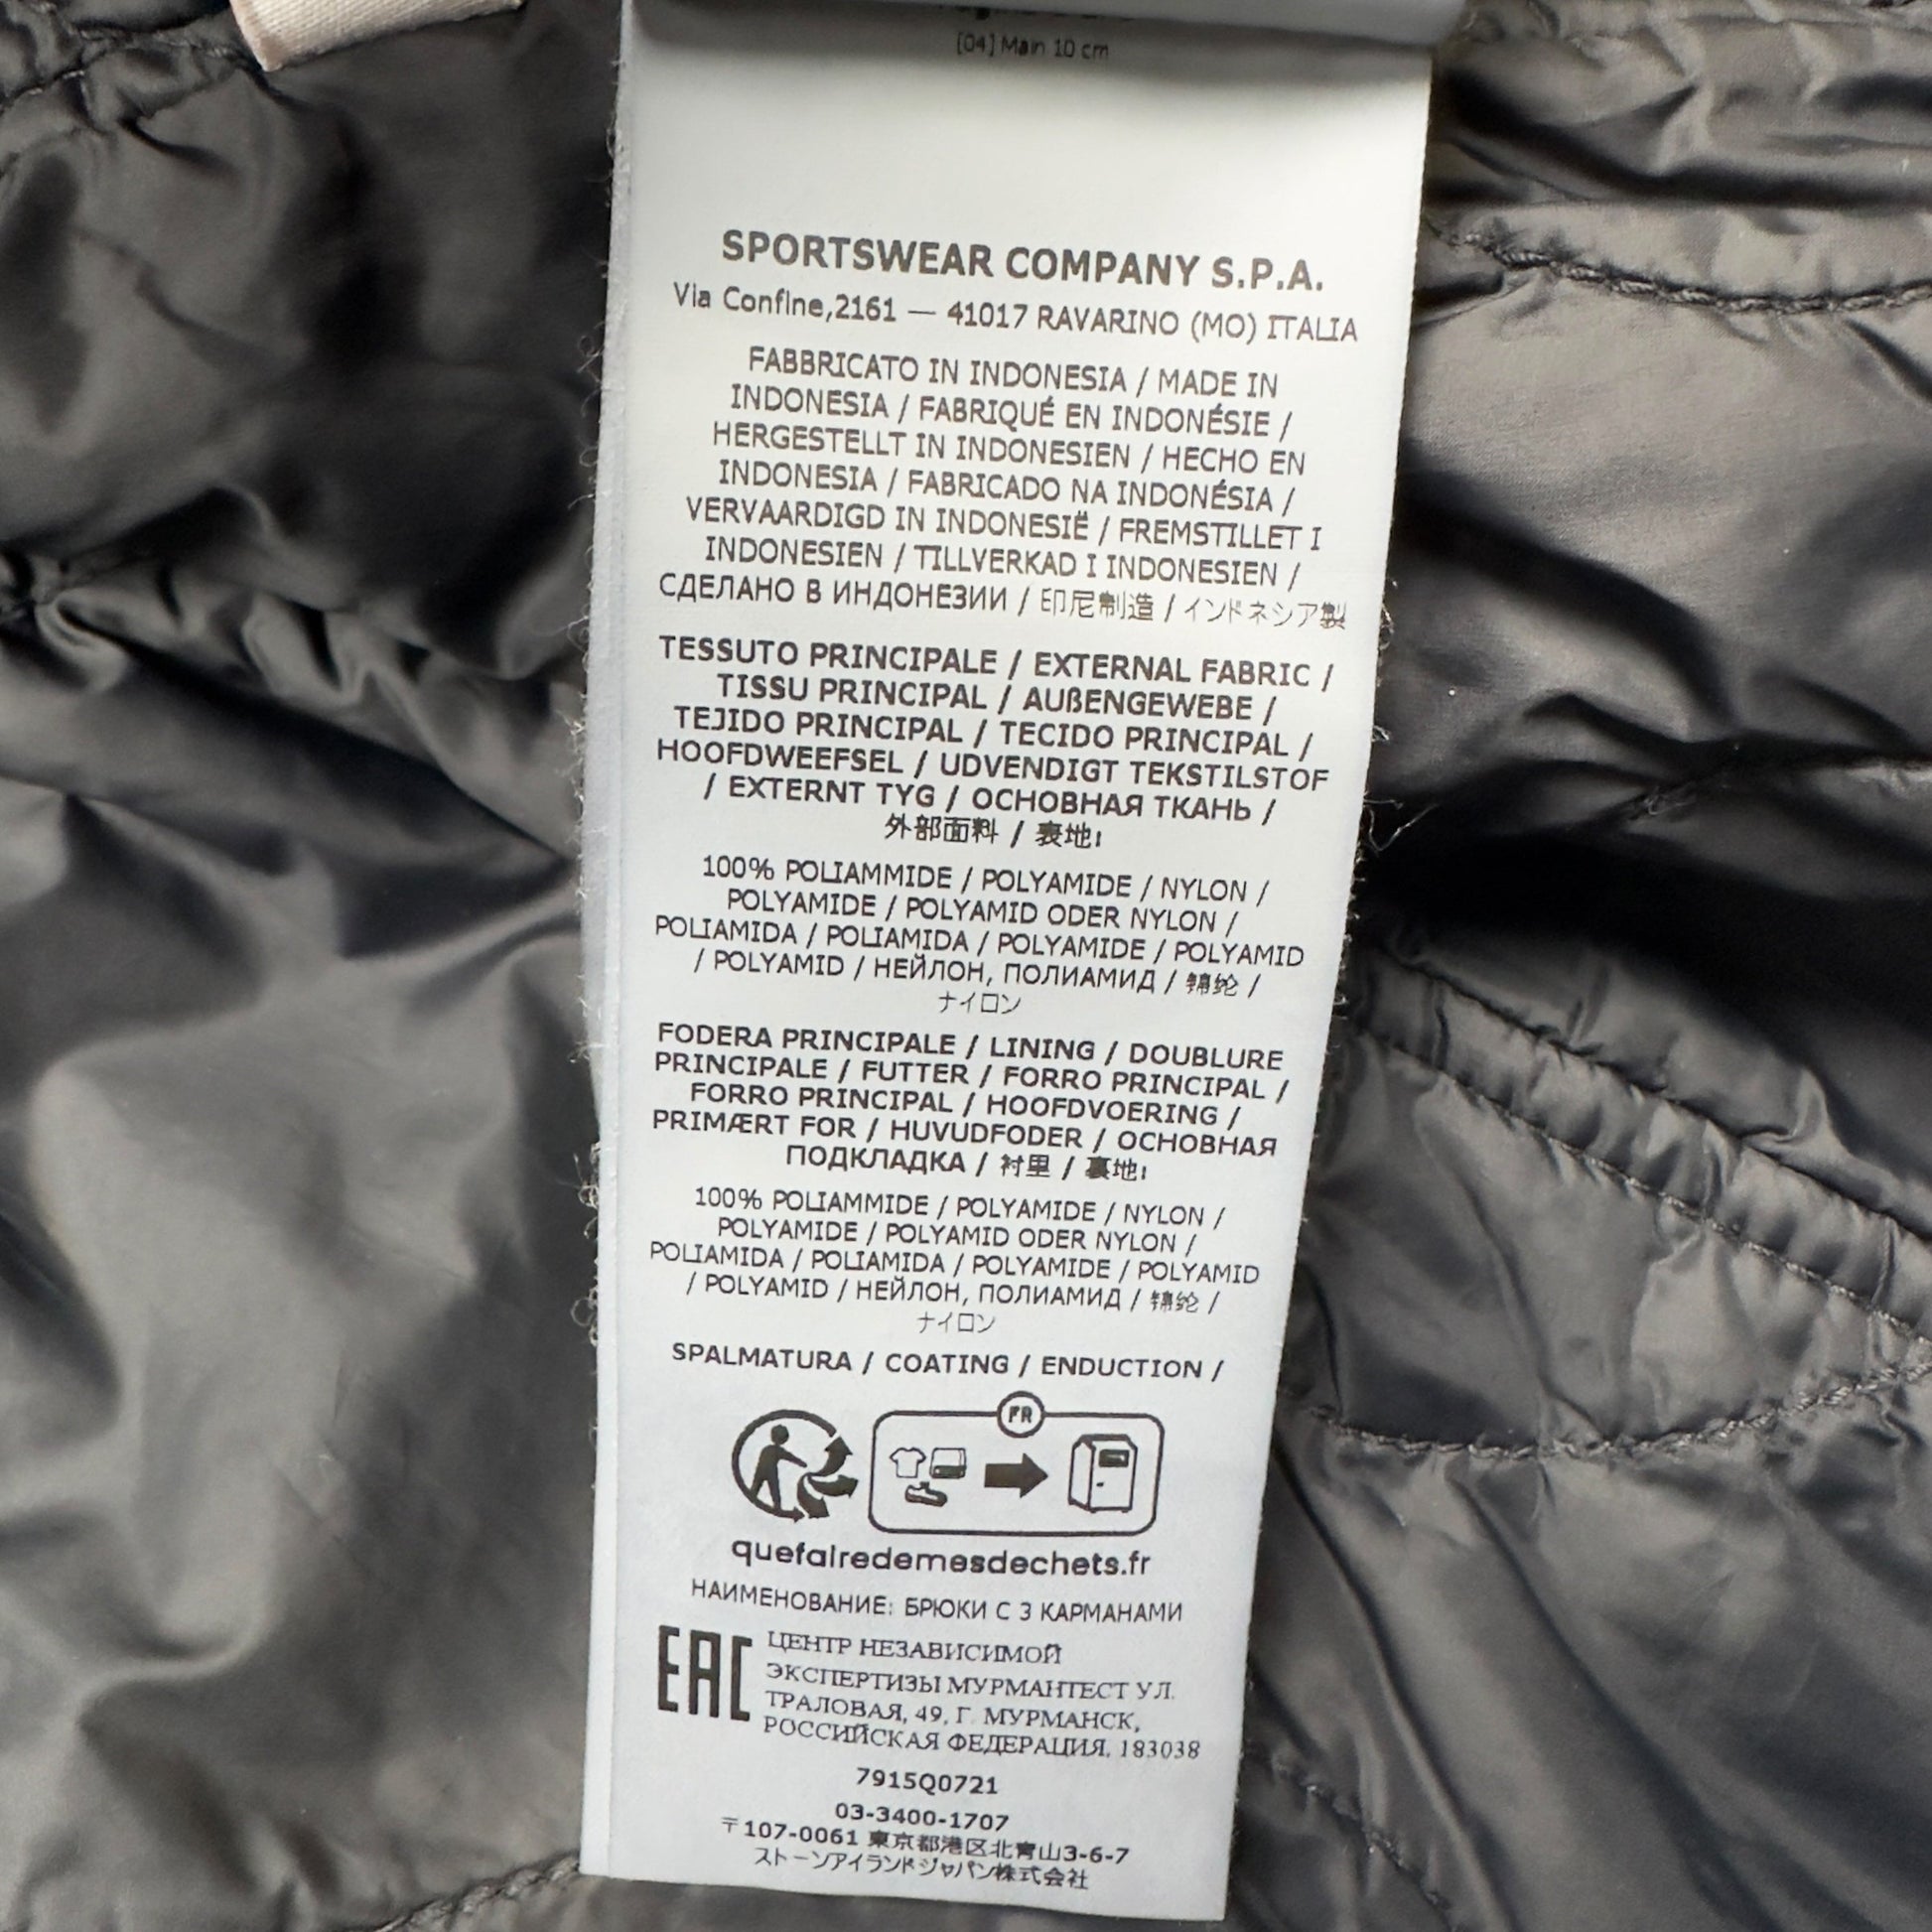 [04] Main 10 cm
SPORTSWEAR COMPANY S.P.A.
Via Confine,2161 — 41017 RAVARINO (MO) ITALIA
FABBRICATO IN INDONESIA / MADE IN
INDONESIA / FABRIQUÉ EN INDONÉSIE /
HERGESTELLT IN INDONESIEN / HECHO EN
INDONESIA / FABRICADO NA INDONÉSIA /
VERVAARDIGD IN INDONESIË / FREMSTILLET I
INDONESIEN / TILLVERKAD I INDONESIEN /
СДЕЛАНО В ИНДОНЕЗИИ / 印尼制造 / インドネシア製
TESSUTO PRINCIPALE / EXTERNAL FABRIC /
TISSU PRINCIPAL / AUßENGEWEBE /
TEJIDO PRINCIPAL / TECIDO PRINCIPAL /
HOOFDWEEFSEL / UDVENDIGT TEKSTILSTOF
/ EXTERNT TYG / ОСНОВНАЯ ТКАНЬ /
外部面料 / 表地:
100% POLIAMMIDE / POLYAMIDE / NYLON /
POLYAMIDE / POLYAMID ODER NYLON /
POLIAMIDA / POLIAMIDA / POLYAMIDE / POLYAMID
/ POLYAMID / НЕЙЛОН, ПОЛИАМИД / 锦纶 /
ナイロン
FODERA PRINCIPALE / LINING / DOUBLURE
PRINCIPALE / FUTTER / FORRO PRINCIPAL /
FORRO PRINCIPAL / HOOFDVOERING /
PRIMÆRT FOR / HUVUDFODER / ОСНОВНАЯ
ПОДКЛАДКА / 衬里 / 裏地:
100% POLIAMMIDE / POLYAMIDE / NYLON /
POLYAMIDE / POLYAMID ODER NYLON /
POLIAMIDA / POLIAMIDA / POLYAMIDE / POLYAMID
/ POLYAMID / НЕЙЛОН, ПОЛИАМИД / 锦纶 /
ナイロン
SPALMATURA / COATING / ENDUCTION /
FR
quefairedemesdechets.fr
НАИМЕНОВАНИЕ: БРЮКИ С 3 КАРМАНАМИ
EAC
ЦЕНТР НЕЗАВИСИМОЙ
ЭКСПЕРТИЗЫ МУРМАНТЕСТ УЛ.
ТРАЛОВАЯ, 49, Г. МУРМАНСК,
РОССИЙСКАЯ ФЕДЕРАЦИЯ, 183038
7915Q0721
03-3400-1707
〒107-0061 東京都港区北青山3-6-7
ストーンアイランドジャパン株式会社